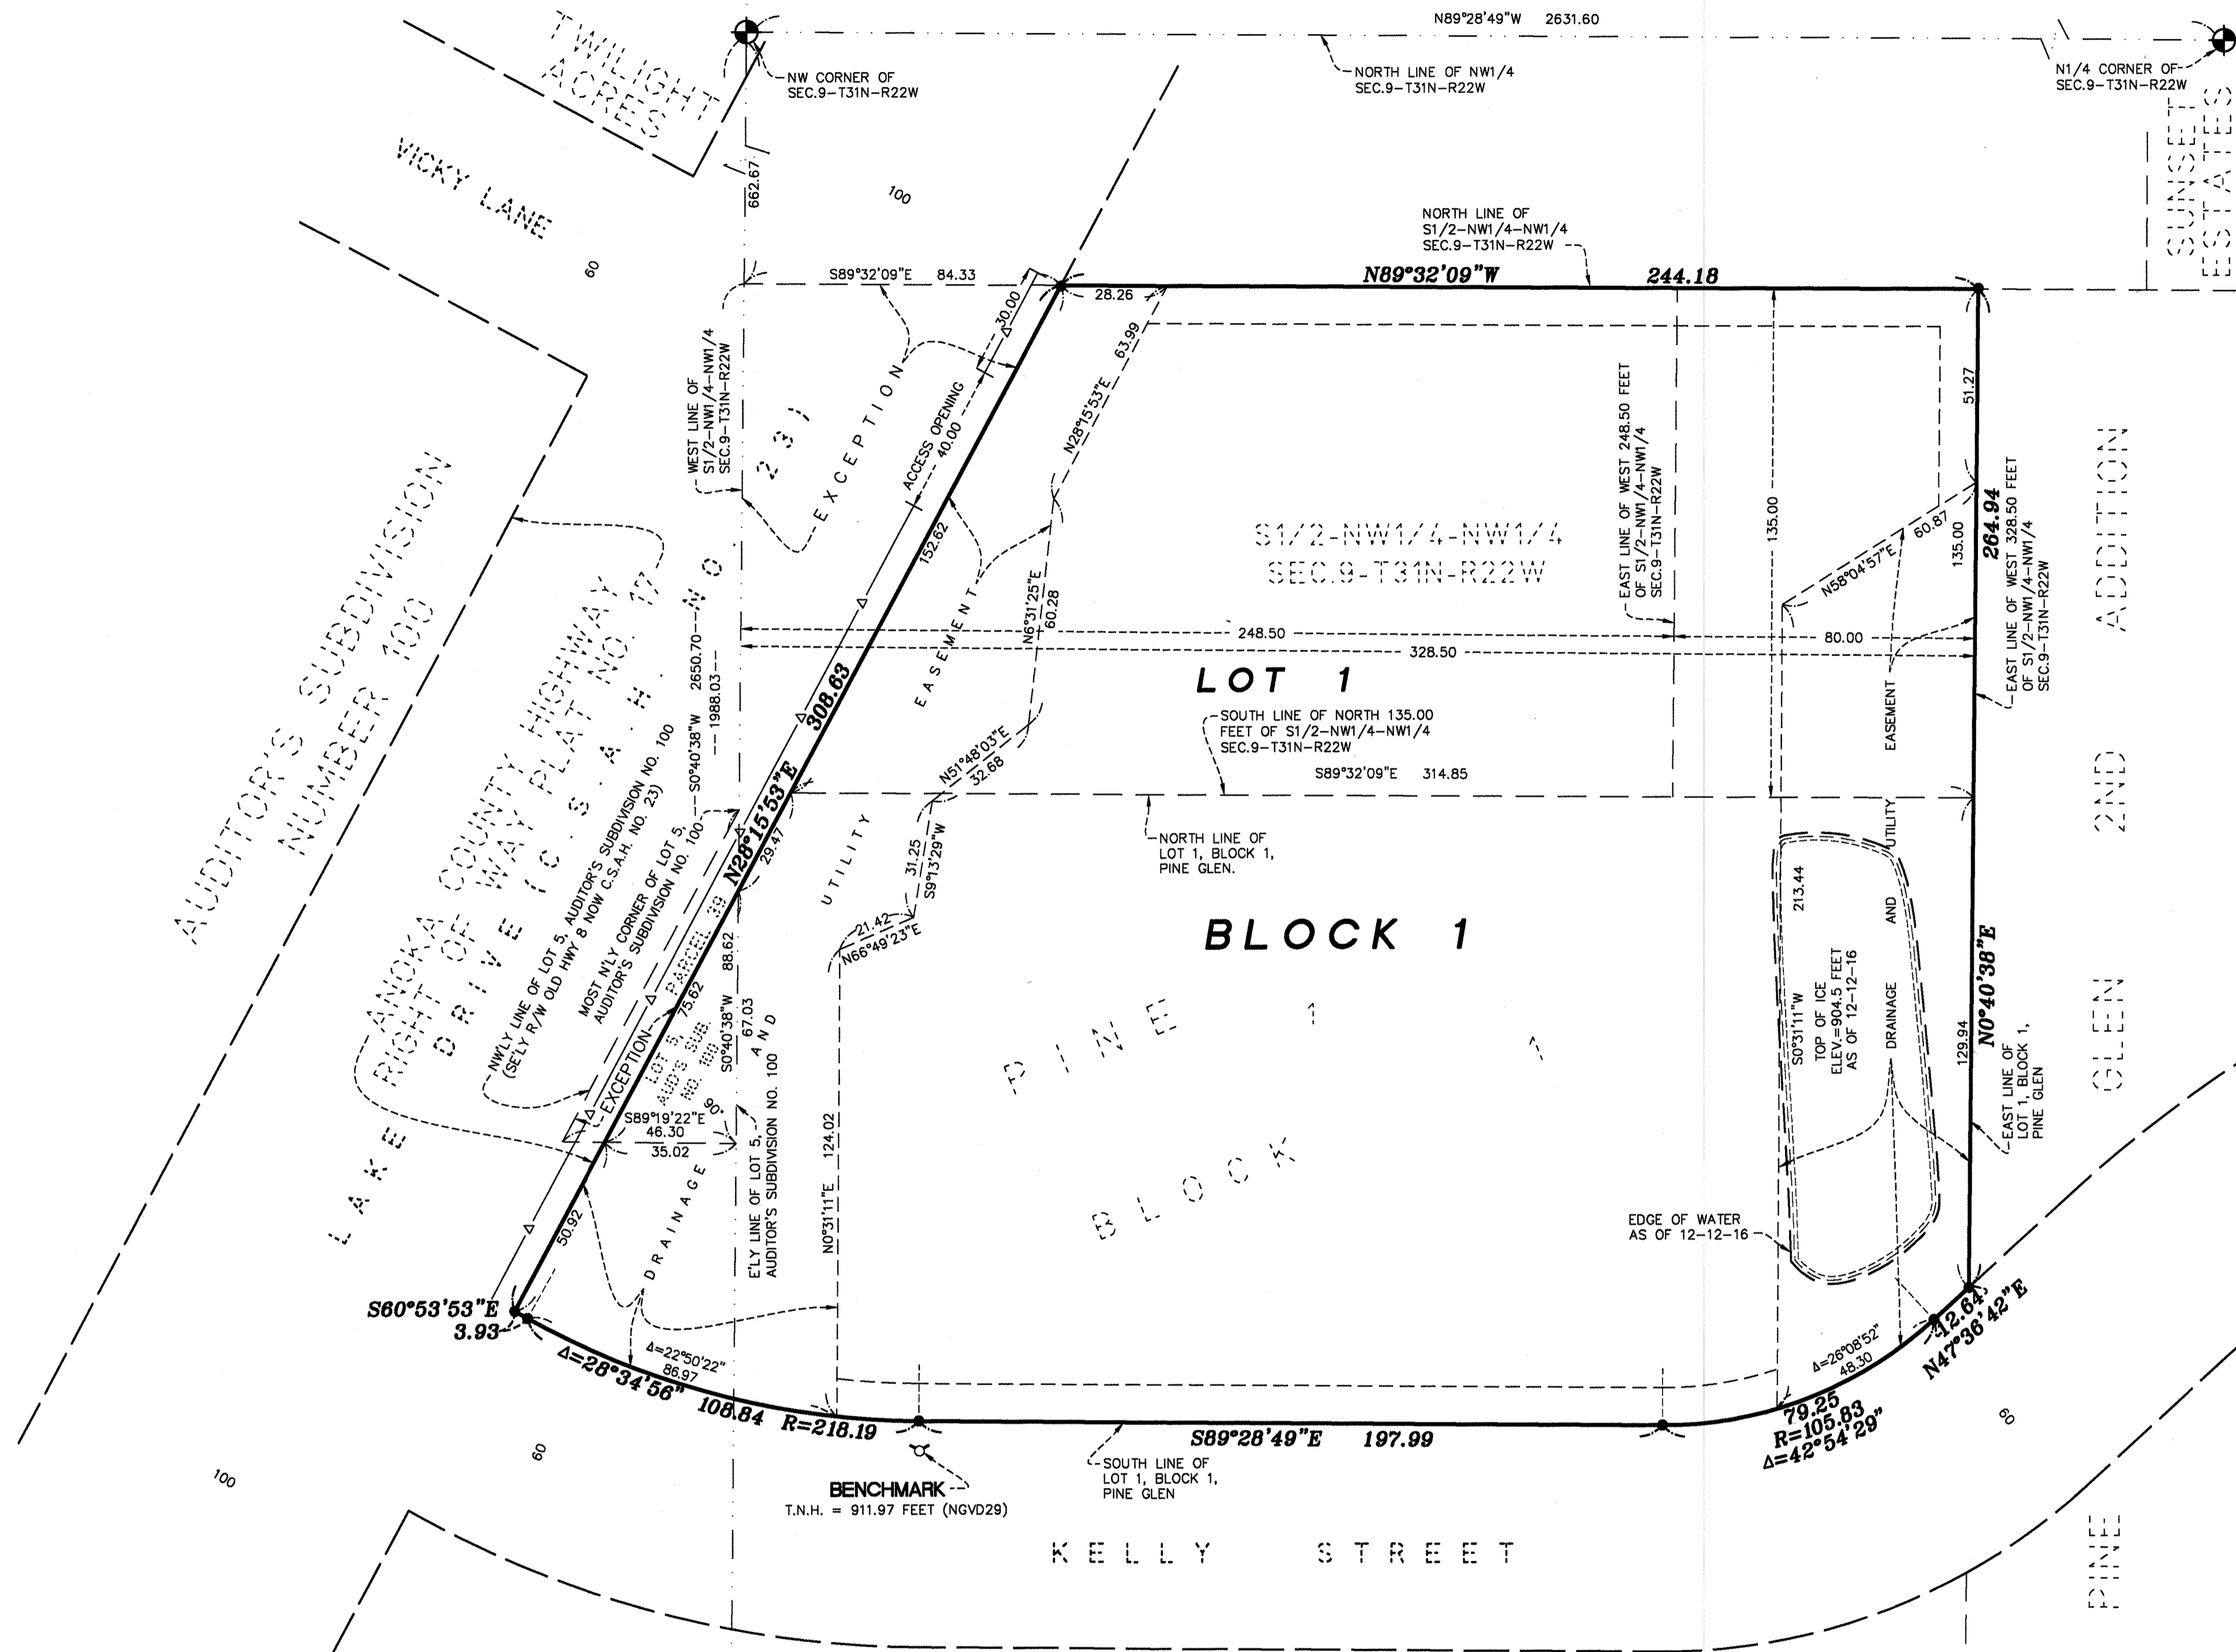 N89°28'49"W 2631.60
TWILIGHT
ACRES
NW CORNER OF
SEC.9-T31N-R22W
NORTH LINE OF NW1/4
SEC.9-T31N-R22W
N1/4 CORNER OF
SEC.9-T31N-R22W
SUNSET
ESTATES
VICKY LANE
60
662.67
100
NORTH LINE OF
S1/2-NW1/4-NW1/4
SEC.9-T31N-R22W
S89°32'09"E 84.33
N89°32'09"W 244.18
28.26
30.00
Δ
63.99
N28°15'53"E
WEST LINE OF
S1/2-NW1/4-NW1/4
SEC.9-T31N-R22W
23)
EXCEPTION
ACCESS OPENING
40.00
152.62
EAST LINE OF WEST 248.50 FEET
OF S1/2-NW1/4-NW1/4
SEC.9-T31N-R22W
135.00
51.27
264.94
135.00
EAST LINE OF WEST 328.50 FEET
OF S1/2-NW1/4-NW1/4
SEC.9-T31N-R22W
N58°04'57"E 60.87
S1/2-NW1/4-NW1/4
SEC.9-T31N-R22W
AUDITOR'S SUBDIVISION
NUMBER 100
ANOKA COUNTY HIGHWAY
RIGHT OF WAY PLAT NO. 17
LAKE DRIVE (C.S.A.H. NO.
NW'LY LINE OF LOT 5, AUDITOR'S SUBDIVISION NO. 100
(SE'LY R/W OLD HWY 8 NOW C.S.A.H. NO. 23)
MOST N'LY CORNER OF LOT 5,
AUDITOR'S SUBDIVISION NO. 100
S0°40'38"W 2650.70
1988.03
EASEMENT
N6°31'25"E
60.28
248.50
80.00
328.50
LOT 1
308.63
N28°15'53"E
Δ
Δ
Δ
SOUTH LINE OF NORTH 135.00
FEET OF S1/2-NW1/4-NW1/4
SEC.9-T31N-R22W
S89°32'09"E 314.85
N51°48'03"E
32.68
29.47
UTILITY
31.25
S9°13'29"W
21.42
N66°49'23"E
NORTH LINE OF
LOT 1, BLOCK 1,
PINE GLEN.
BLOCK 1
EASEMENT
UTILITY
AND
DRAINAGE
213.44
S0°31'11"W
TOP OF ICE
ELEV.=904.5 FEET
AS OF 12-12-16
129.94
N0°40'38"E
EAST LINE OF
LOT 1, BLOCK 1,
PINE GLEN
PINE GLEN 2ND ADDITION
PARCEL 39
88.62
75.62
EXCEPTION
Δ
Δ
LOT 5,
AUD'S SUB.
NO. 100
S0°40'38"W
67.03
AND
90°
S89°19'22"E
46.30
35.02
DRAINAGE
E'LY LINE OF LOT 5,
AUDITOR'S SUBDIVISION NO. 100
N0°31'11"E 124.02
PINE 1
BLOCK 1
EDGE OF WATER
AS OF 12-12-16
50.92
Δ
S60°53'53"E
3.93
Δ=22°50'22"
86.97
Δ=28°34'56" 108.84 R=218.19
S89°28'49"E 197.99
Δ=26°08'52"
48.30
12.64
N47°36'42"E
79.25
R=105.83
Δ=42°54'29"
60
SOUTH LINE OF
LOT 1, BLOCK 1,
PINE GLEN
BENCHMARK
T.N.H. = 911.97 FEET (NGVD29)
100
60
KELLY STREET